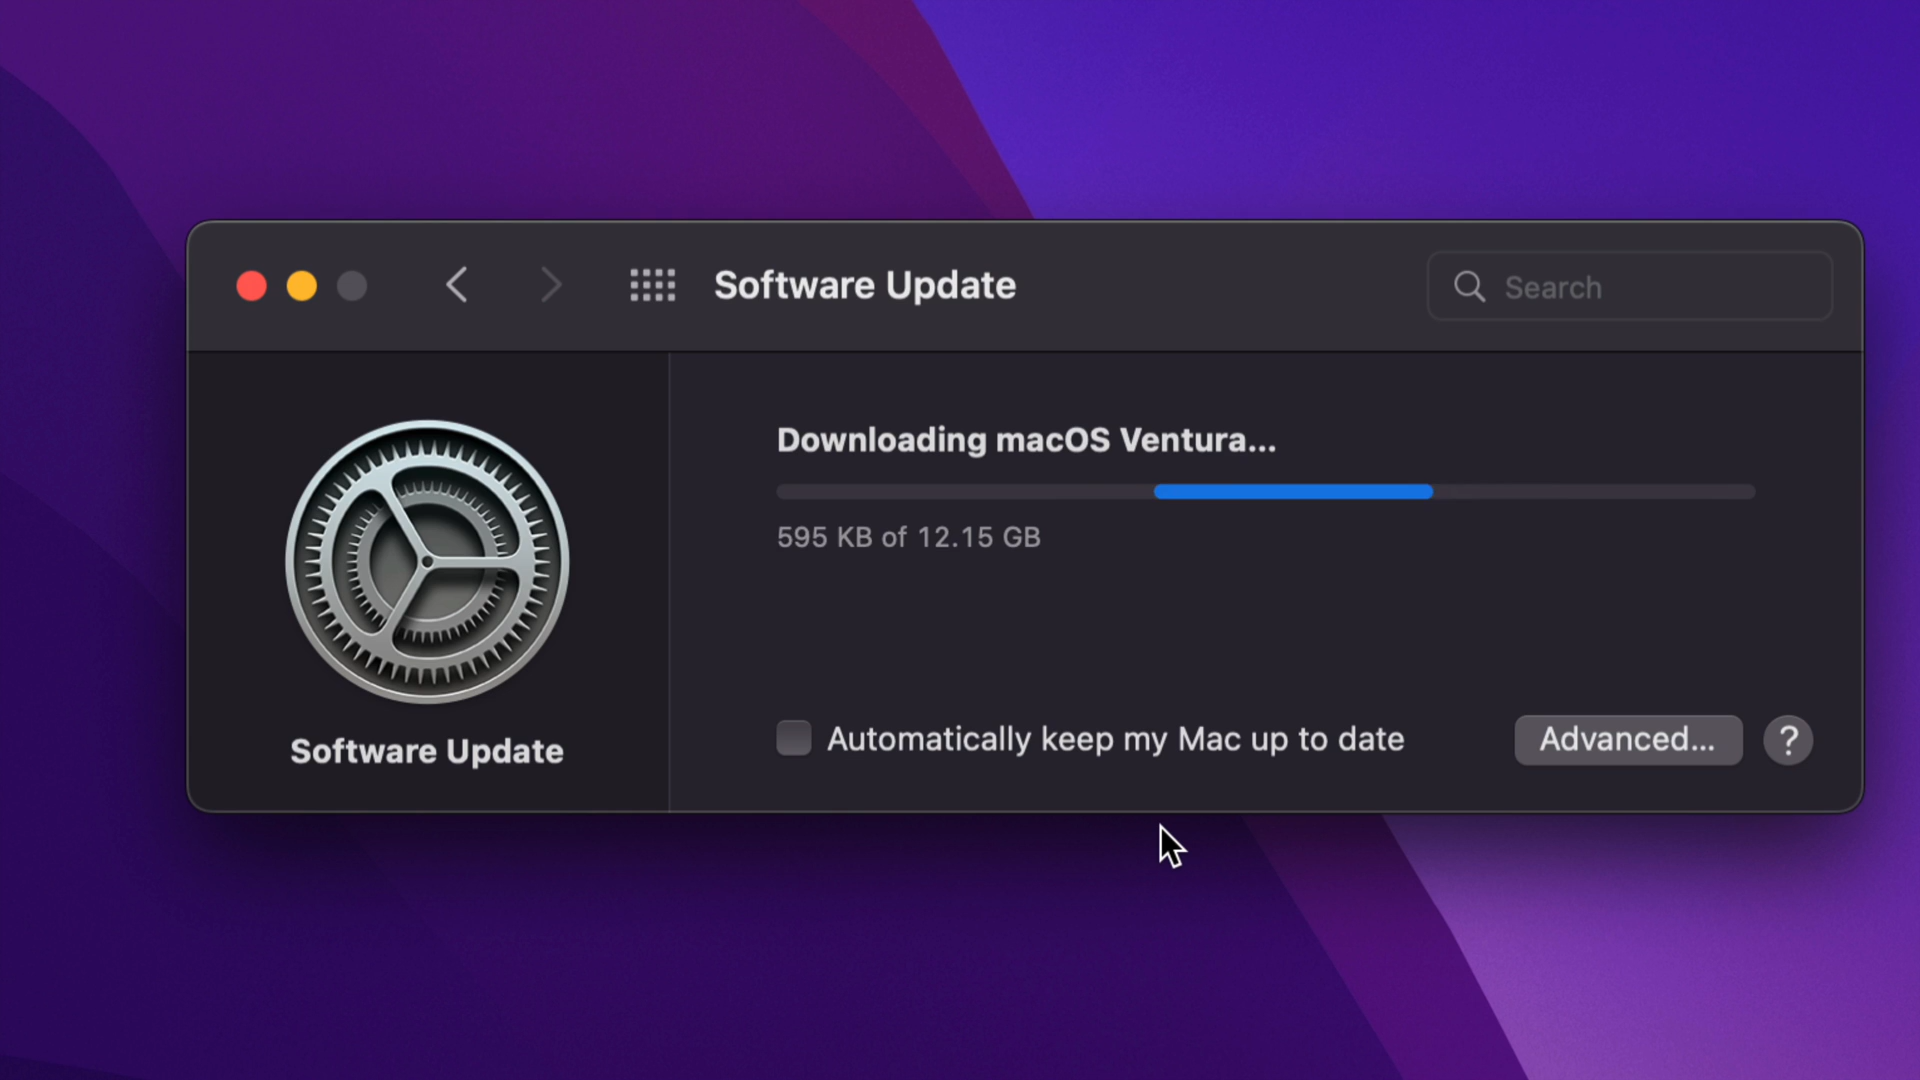 Software Update
Search
Downloading macOS Ventura...
595 KB of 12.15 GB
Software Update
Automatically keep my Mac up to date
Advanced...
?